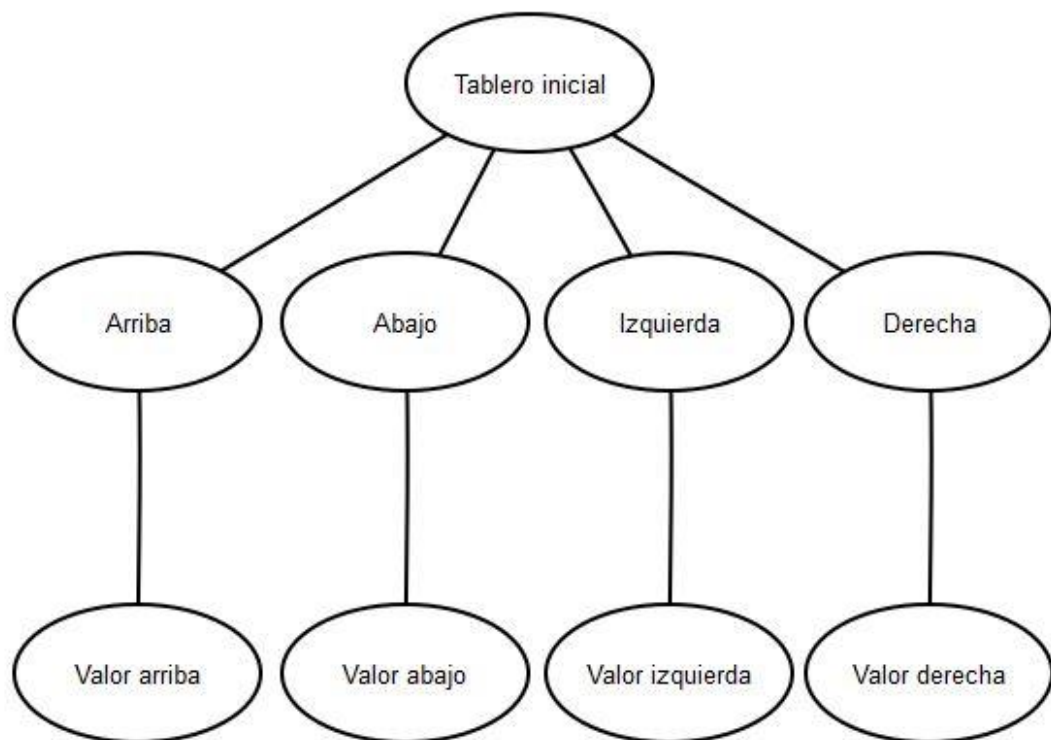 Tablero inicial
Arriba
Abajo
Izquierda
Derecha
Valor arriba
Valor abajo
Valor izquierda
Valor derecha